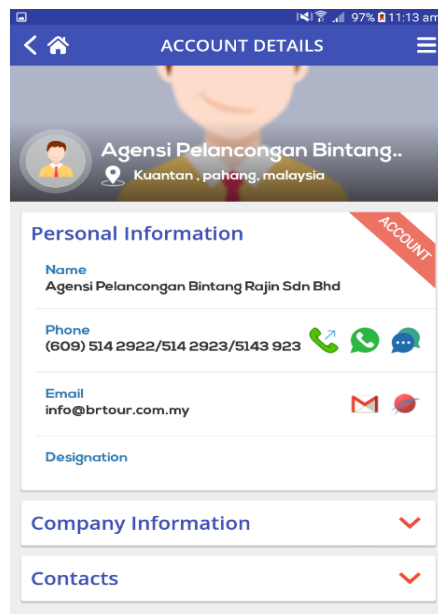 97% 11:13 am
ACCOUNT DETAILS
Agensi Pelancongan Bintang..
Kuantan , pahang, malaysia
Personal Information
ACCOUNT
Name
Agensi Pelancongan Bintang Rajin Sdn Bhd
Phone
(609) 514 2922/514 2923/5143 923
Email
info@brtour.com.my
Designation
Company Information
Contacts